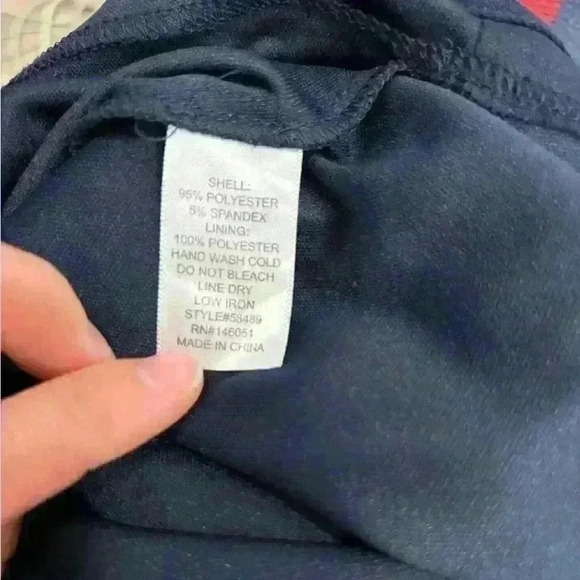 SHELL:
95% POLYESTER
5% SPANDEX
LINING:
100% POLYESTER
HAND WASH COLD
DO NOT BLEACH
LINE DRY
LOW IRON
STYLE#58489
RN#146051
MADE IN CHINA